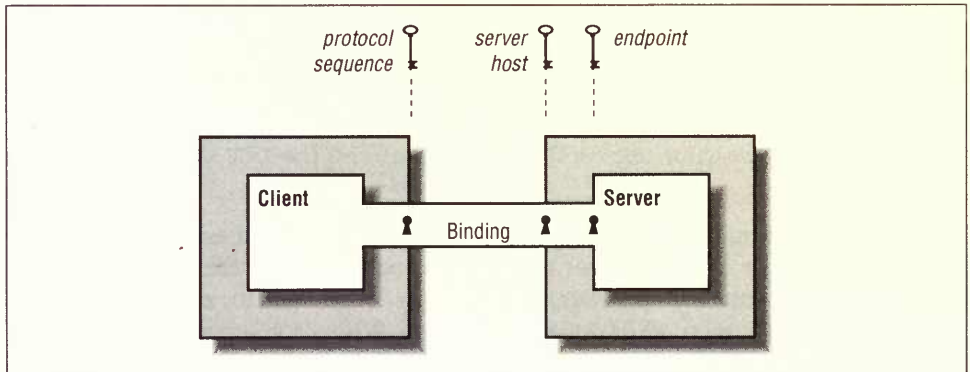 protocol
sequence
server
host
endpoint
Client
Binding
Server